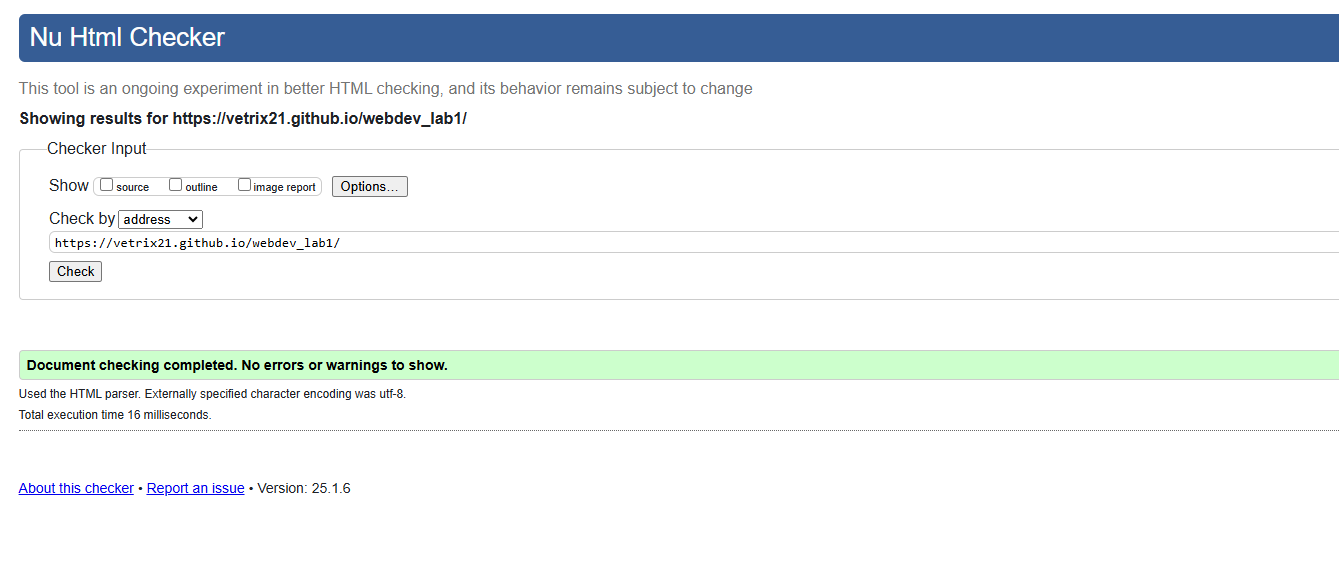 Nu Html Checker
This tool is an ongoing experiment in better HTML checking, and its behavior remains subject to change
Showing results for https://vetrix21.github.io/webdev_lab1/
Checker Input
Show source outline image report Options...
Check by address
https://vetrix21.github.io/webdev_lab1/
Check
Document checking completed. No errors or warnings to show.
Used the HTML parser. Externally specified character encoding was utf-8.
Total execution time 16 milliseconds.
About this checker • Report an issue • Version: 25.1.6